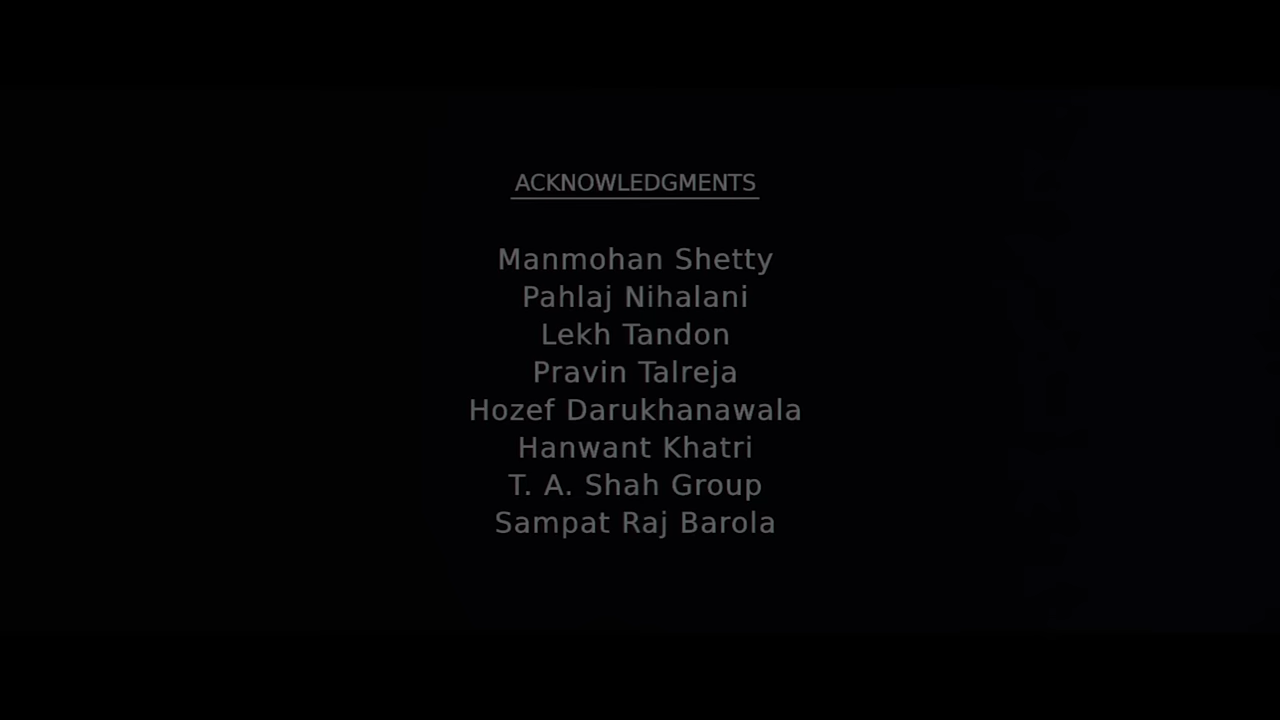 ACKNOWLEDGMENTS
Manmohan Shetty
Pahlaj Nihalani
Lekh Tandon
Pravin Talreja
Hozef Darukhanawala
Hanwant Khatri
T. A. Shah Group
Sampat Raj Barola